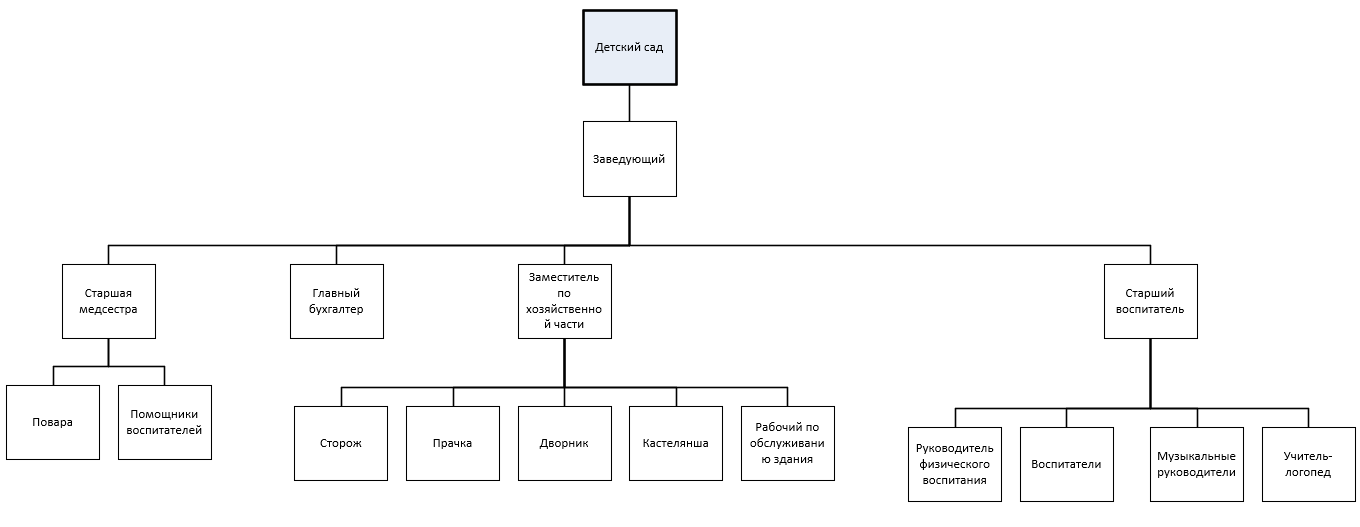 Детский сад
Заведующий
Старшая
медсестра
Главный
бухгалтер
Заместитель
по
хозяйственно
й части
Старший
воспитатель
Повара
Помощники
воспитателей
Сторож
Прачка
Дворник
Кастелянша
Рабочий по
обслуживани
ю здания
Руководитель
физического
воспитания
Воспитатели
Музыкальные
руководители
Учитель-
логопед